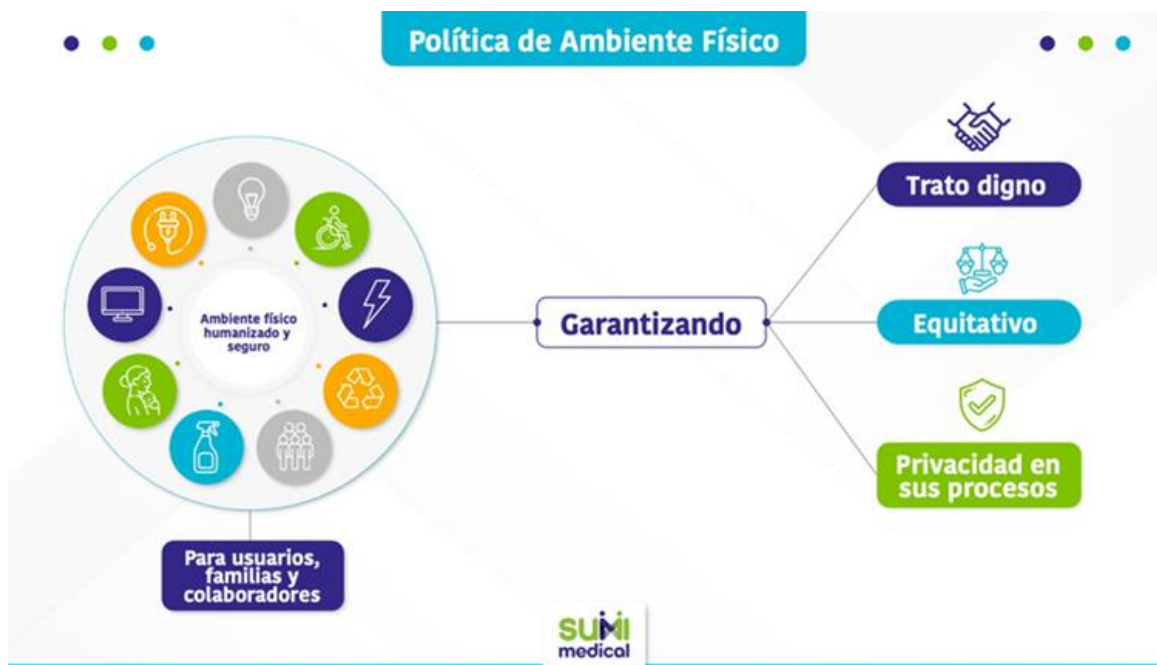 Política de Ambiente Físico
Ambiente físico
humanizado y
seguro
Para usuarios,
familias y
colaboradores
Garantizando
Trato digno
Equitativo
Privacidad en
sus procesos
SUMI
medical